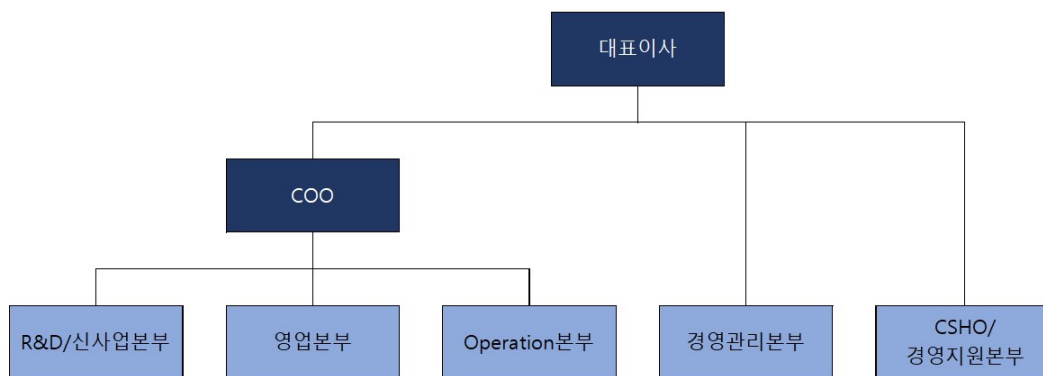 대표이사
COO
R&D/신사업본부
영업본부
Operation본부
경영관리본부
CSHO/
경영지원본부